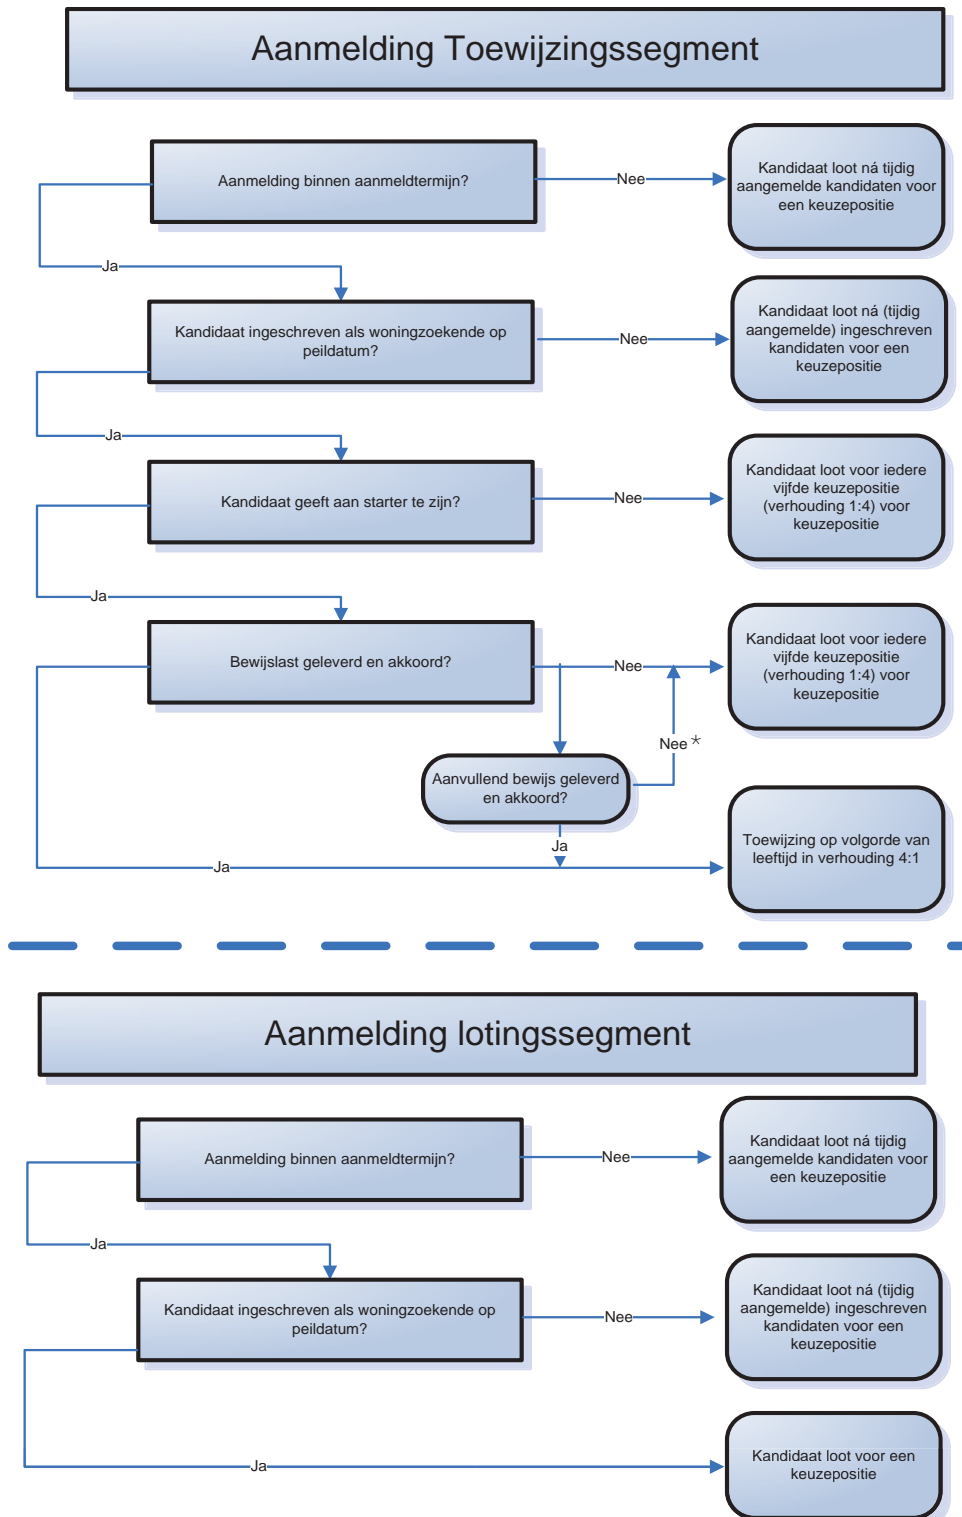 Aanmelding Toewijzingssegment
Aanmelding binnen aanmeldtermijn?
Nee
Kandidaat loot ná tijdig
aangemelde kandidaten voor
een keuzepositie
Ja
Kandidaat ingeschreven als woningzoekende op
peildatum?
Nee
Kandidaat loot ná (tijdig
aangemelde) ingeschreven
kandidaten voor een
keuzepositie
Ja
Kandidaat geeft aan starter te zijn?
Nee
Kandidaat loot voor iedere
vijfde keuzepositie
(verhouding 1:4) voor
keuzepositie
Ja
Bewijslast geleverd en akkoord?
Nee
Kandidaat loot voor iedere
vijfde keuzepositie
(verhouding 1:4) voor
keuzepositie
Nee*
Aanvullend bewijs geleverd
en akkoord?
Ja
Ja
Toewijzing op volgorde van
leeftijd in verhouding 4:1
Aanmelding lotingssegment
Aanmelding binnen aanmeldtermijn?
Nee
Kandidaat loot ná tijdig
aangemelde kandidaten voor
een keuzepositie
Ja
Kandidaat ingeschreven als woningzoekende op
peildatum?
Nee
Kandidaat loot ná (tijdig
aangemelde) ingeschreven
kandidaten voor een
keuzepositie
Ja
Kandidaat loot voor een
keuzepositie